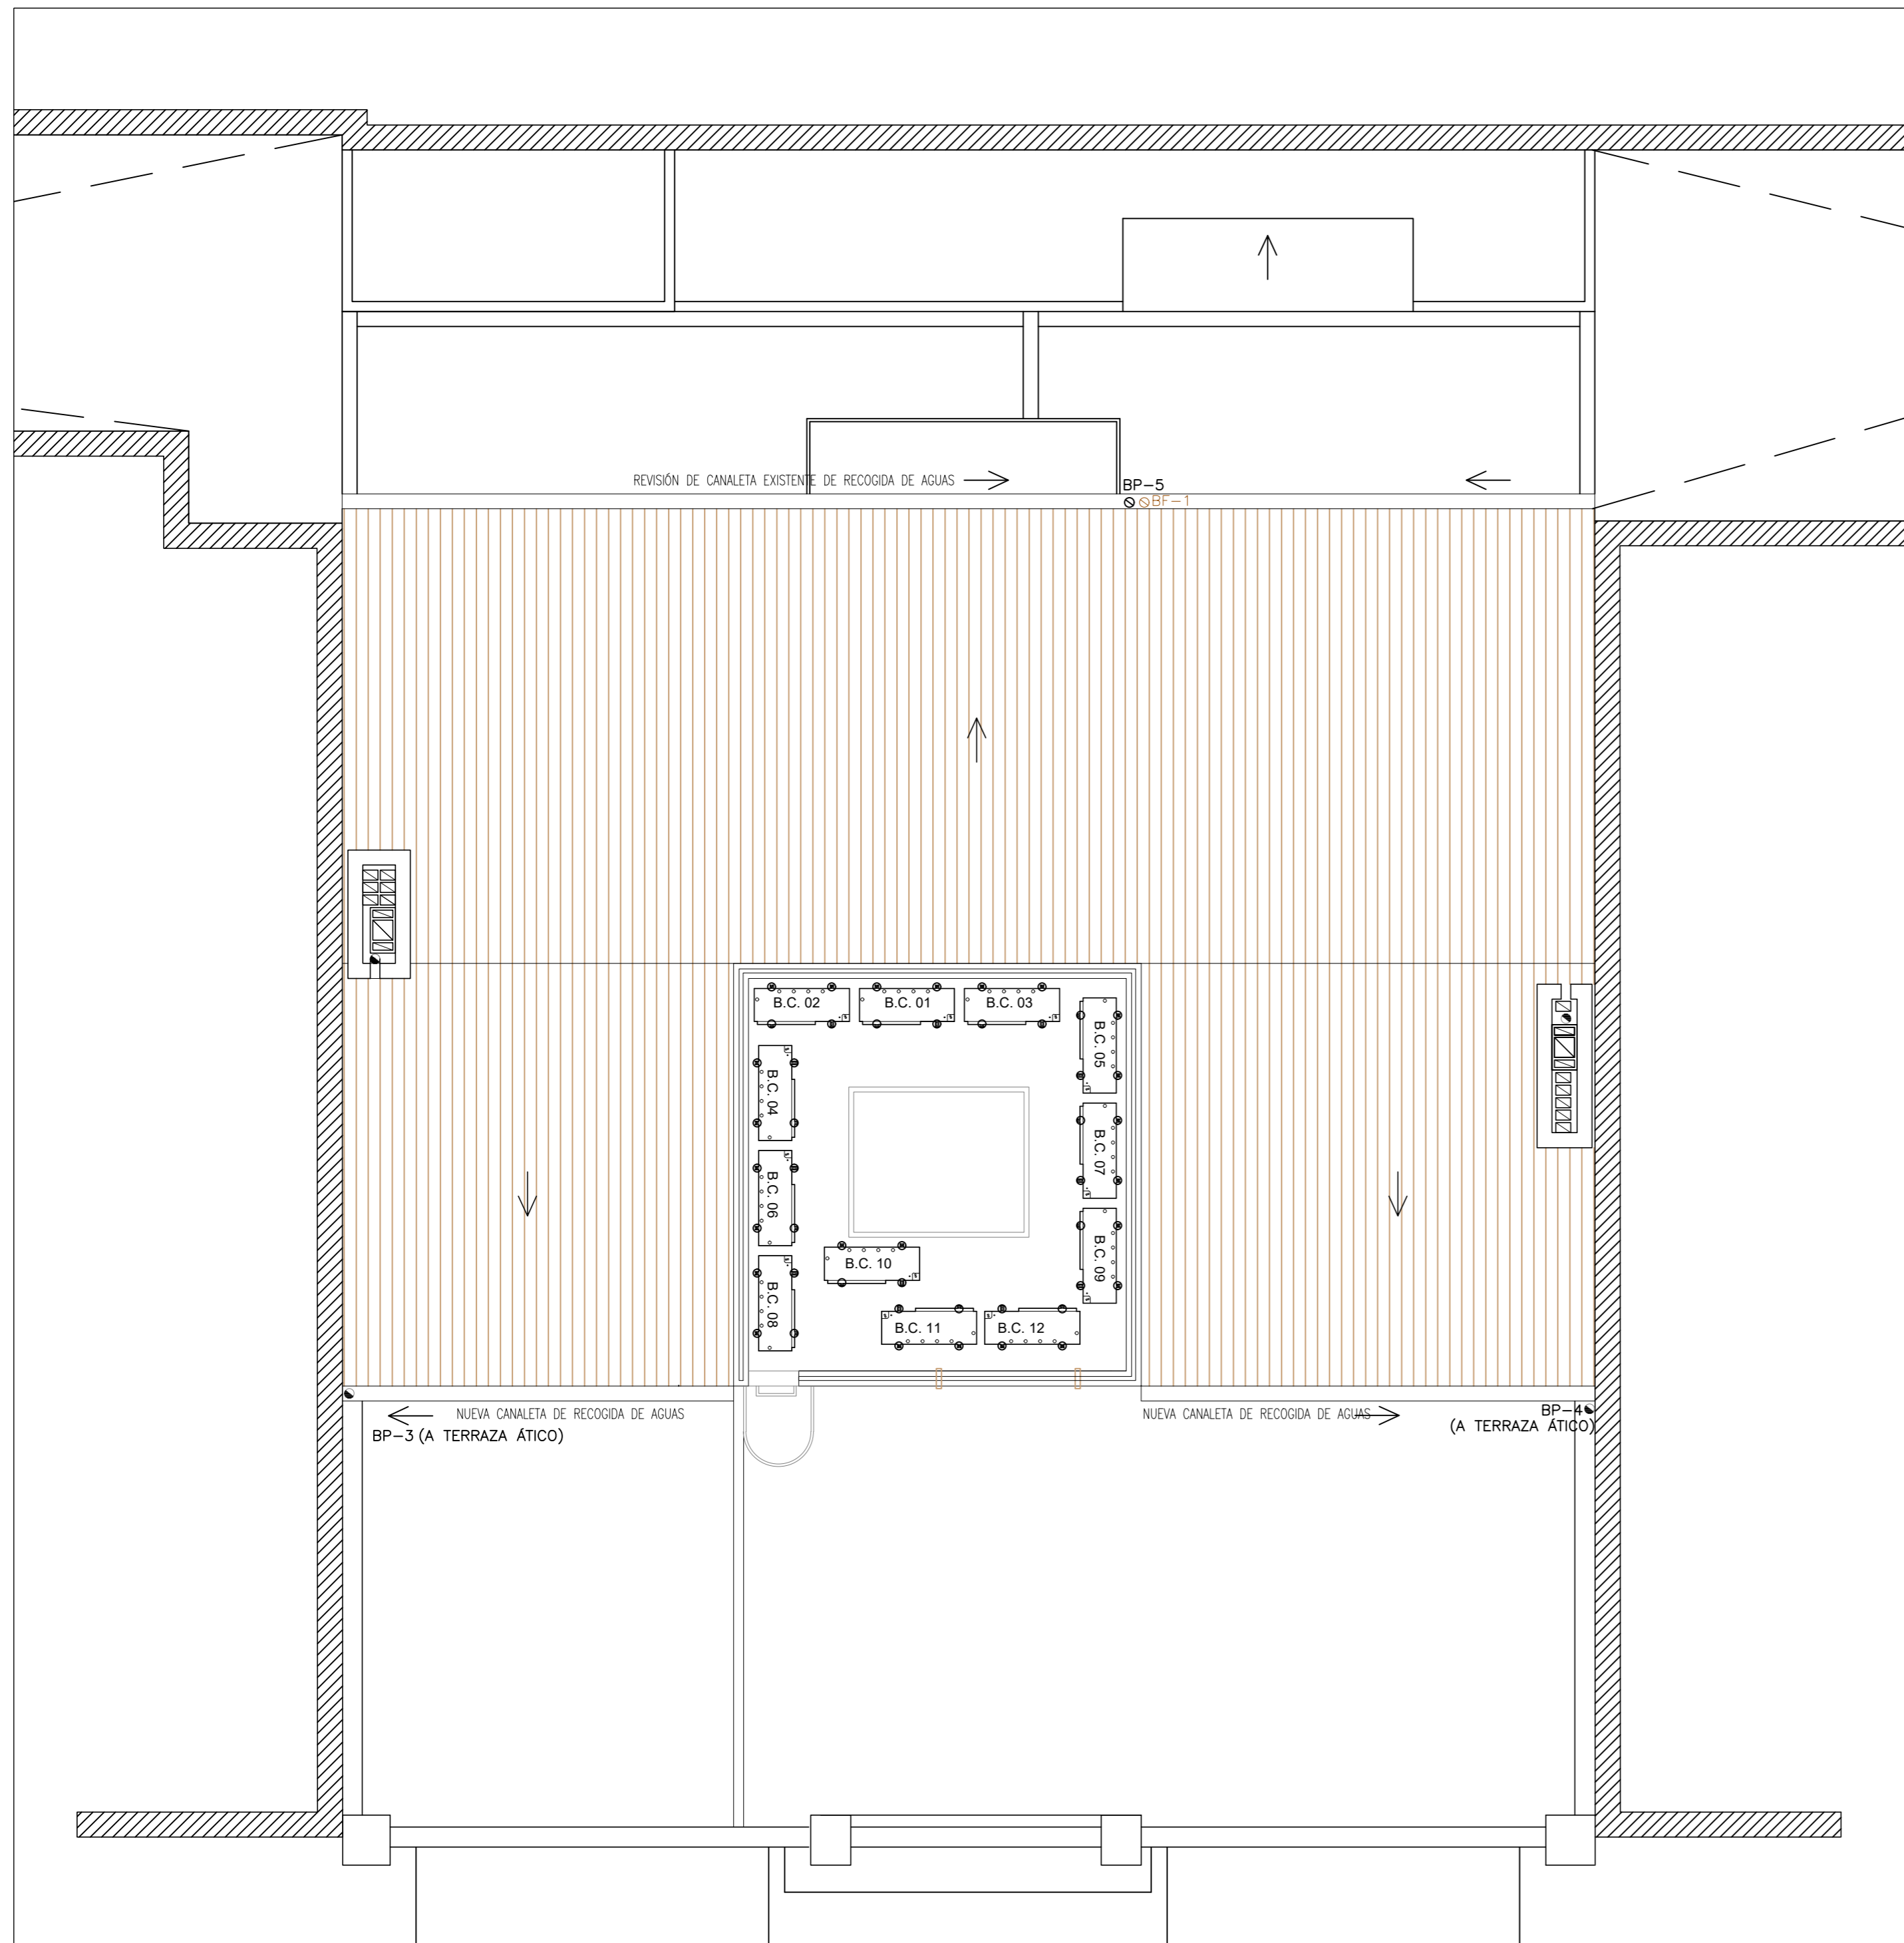 REVISIÓN DE CANALETA EXISTENTE DE RECOGIDA DE AGUAS
BP-5
BF-1
B.C. 02
B.C. 01
B.C. 03
B.C. 05
B.C. 04
B.C. 07
B.C. 06
B.C. 09
B.C. 10
B.C. 08
B.C. 11
B.C. 12
NUEVA CANALETA DE RECOGIDA DE AGUAS
BP-3 (A TERRAZA ÁTICO)
NUEVA CANALETA DE RECOGIDA DE AGUAS
BP-4
(A TERRAZA ÁTICO)